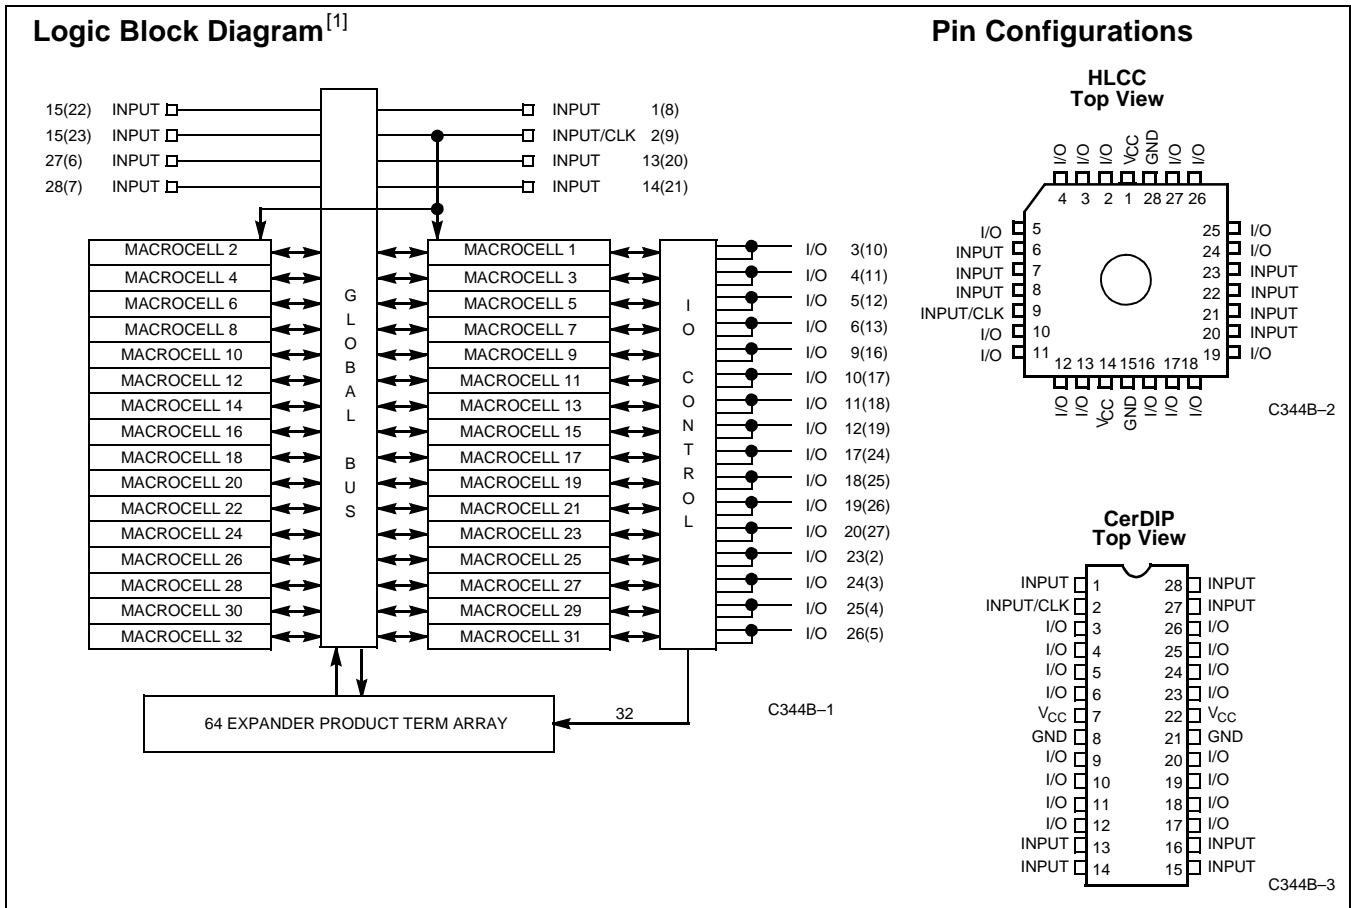 Logic Block Diagram[1]
15(22) INPUT
15(23) INPUT
27(6) INPUT
28(7) INPUT
INPUT 1(8)
INPUT/CLK 2(9)
INPUT 13(20)
INPUT 14(21)
MACROCELL 2
MACROCELL 4
MACROCELL 6
MACROCELL 8
MACROCELL 10
MACROCELL 12
MACROCELL 14
MACROCELL 16
MACROCELL 18
MACROCELL 20
MACROCELL 22
MACROCELL 24
MACROCELL 26
MACROCELL 28
MACROCELL 30
MACROCELL 32
GLOBAL BUS
MACROCELL 1
MACROCELL 3
MACROCELL 5
MACROCELL 7
MACROCELL 9
MACROCELL 11
MACROCELL 13
MACROCELL 15
MACROCELL 17
MACROCELL 19
MACROCELL 21
MACROCELL 23
MACROCELL 25
MACROCELL 27
MACROCELL 29
MACROCELL 31
IO CONTROL
I/O 3(10)
I/O 4(11)
I/O 5(12)
I/O 6(13)
I/O 9(16)
I/O 10(17)
I/O 11(18)
I/O 12(19)
I/O 17(24)
I/O 18(25)
I/O 19(26)
I/O 20(27)
I/O 23(2)
I/O 24(3)
I/O 25(4)
I/O 26(5)
64 EXPANDER PRODUCT TERM ARRAY
32
C344B–1
Pin Configurations
HLCC
Top View
I/O I/O I/O VCC GND I/O I/O
4 3 2 1 28 27 26
I/O 5
INPUT 6
INPUT 7
INPUT 8
INPUT/CLK 9
I/O 10
I/O 11
25 I/O
24 I/O
23 INPUT
22 INPUT
21 INPUT
20 INPUT
19 I/O
12 13 14 15 16 17 18
I/O I/O VCC GND I/O I/O I/O
C344B–2
CerDIP
Top View
INPUT 1 28 INPUT
INPUT/CLK 2 27 INPUT
I/O 3 26 I/O
I/O 4 25 I/O
I/O 5 24 I/O
I/O 6 23 I/O
VCC 7 22 VCC
GND 8 21 GND
I/O 9 20 I/O
I/O 10 19 I/O
I/O 11 18 I/O
I/O 12 17 I/O
INPUT 13 16 INPUT
INPUT 14 15 INPUT
C344B–3